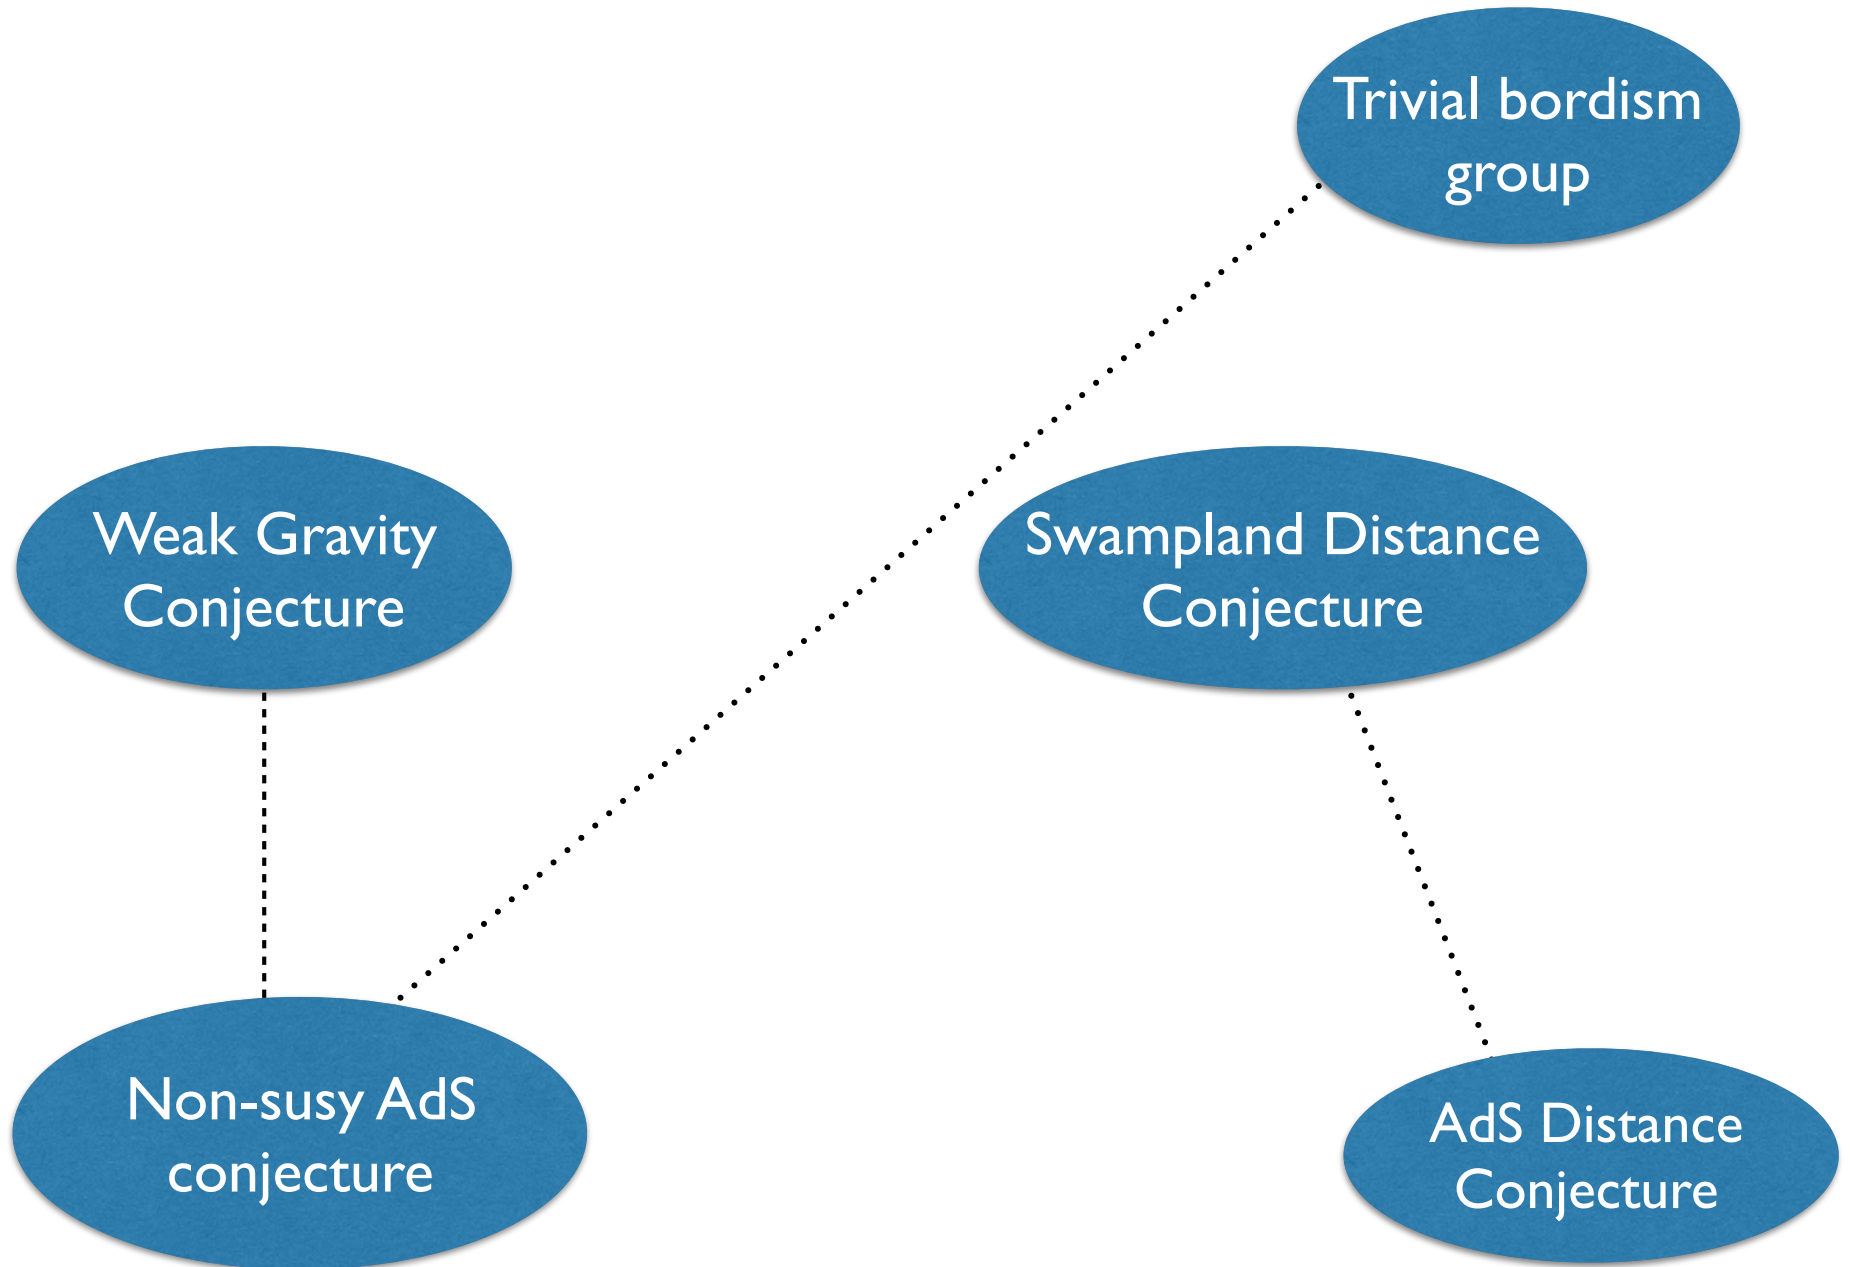 Trivial bordism
group
Weak Gravity
Conjecture
Swampland Distance
Conjecture
Non-susy AdS
conjecture
AdS Distance
Conjecture